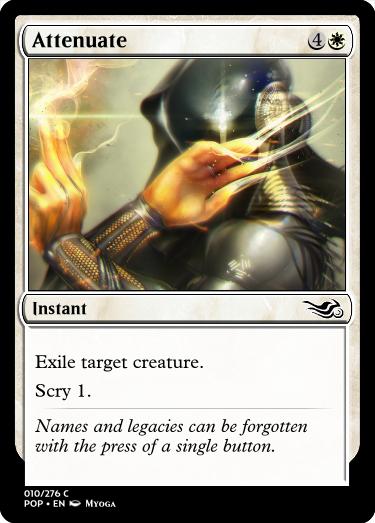 Attenuate 4
Instant
Exile target creature.
Scry 1.
Names and legacies can be forgotten
with the press of a single button.
010/276 C
POP • EN Myoga